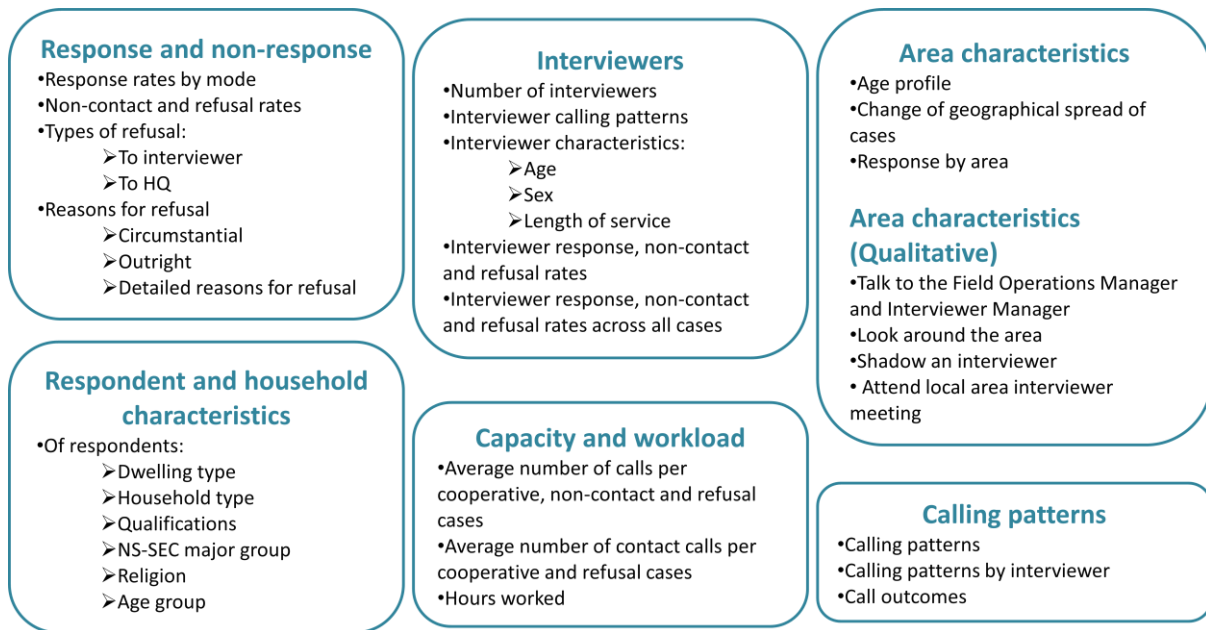 Response and non-response
•Response rates by mode
•Non-contact and refusal rates
•Types of refusal:
➢To interviewer
➢To HQ
•Reasons for refusal
➢Circumstantial
➢Outright
➢Detailed reasons for refusal
Respondent and household
characteristics
•Of respondents:
➢Dwelling type
➢Household type
➢Qualifications
➢NS-SEC major group
➢Religion
➢Age group
Interviewers
•Number of interviewers
•Interviewer calling patterns
•Interviewer characteristics:
➢Age
➢Sex
➢Length of service
•Interviewer response, non-contact
and refusal rates
•Interviewer response, non-contact
and refusal rates across all cases
Capacity and workload
•Average number of calls per
cooperative, non-contact and refusal
cases
•Average number of contact calls per
cooperative and refusal cases
•Hours worked
Area characteristics
•Age profile
•Change of geographical spread of
cases
•Response by area
Area characteristics
(Qualitative)
•Talk to the Field Operations Manager
and Interviewer Manager
•Look around the area
•Shadow an interviewer
• Attend local area interviewer
meeting
Calling patterns
•Calling patterns
•Calling patterns by interviewer
•Call outcomes